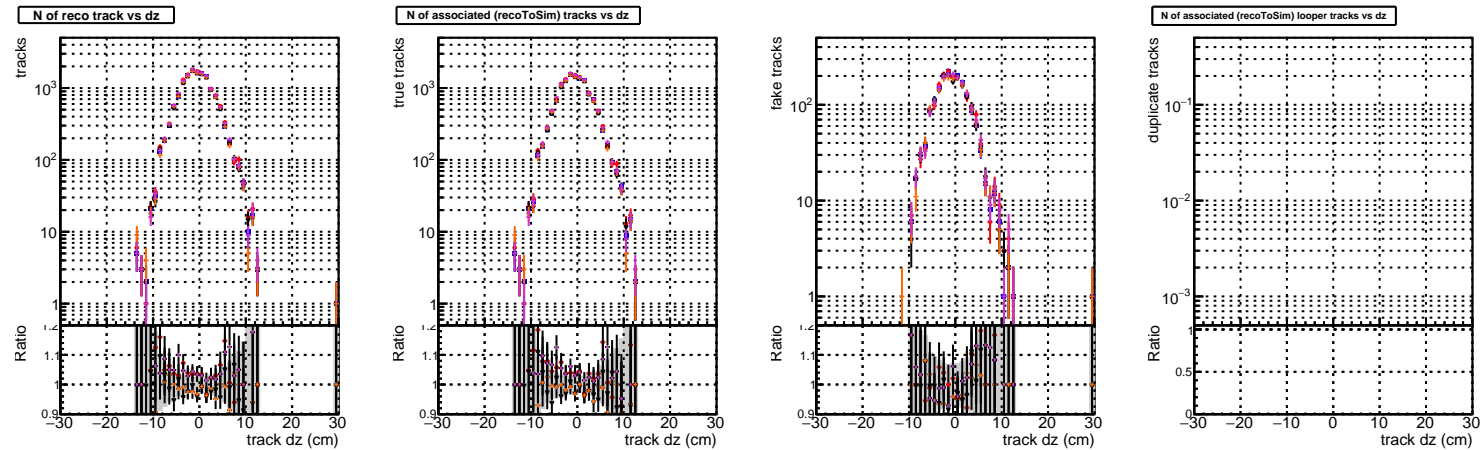 N of reco track vs dz
tracks
10³
10²
10
1
Ratio
1.2
1.1
1
0.9
−30 −20 −10 0 10 20 30
track dz (cm)
N of associated (recoToSim) tracks vs dz
true tracks
10³
10²
10
1
Ratio
1.2
1.1
1
0.9
−30 −20 −10 0 10 20 30
track dz (cm)
fake tracks
10²
10
1
Ratio
1.2
1.1
1
0.9
−30 −20 −10 0 10 20 30
track dz (cm)
N of associated (recoToSim) looper tracks vs dz
duplicate tracks
10⁻¹
10⁻²
10⁻³
Ratio
1
0.5
0
−30 −20 −10 0 10 20 30
track dz (cm)